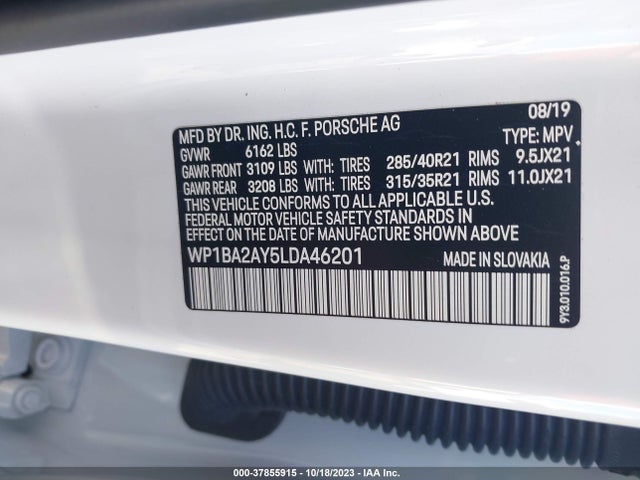 08/19
MFD BY DR. ING. H.C. F. PORSCHE AG TYPE: MPV
GVWR 6162 LBS
GAWR FRONT 3109 LBS WITH: TIRES 285/40R21 RIMS 9.5JX21
GAWR REAR 3208 LBS WITH: TIRES 315/35R21 RIMS 11.0JX21
THIS VEHICLE CONFORMS TO ALL APPLICABLE U.S.
FEDERAL MOTOR VEHICLE SAFETY STANDARDS IN EFFECT
ON THE DATE OF MANUFACTURE SHOWN ABOVE
WP1BA2AY5LDA46201 MADE IN SLOVAKIA
9Y3.010.016.P
000-37855915 - 10/18/2023 - IAA Inc.